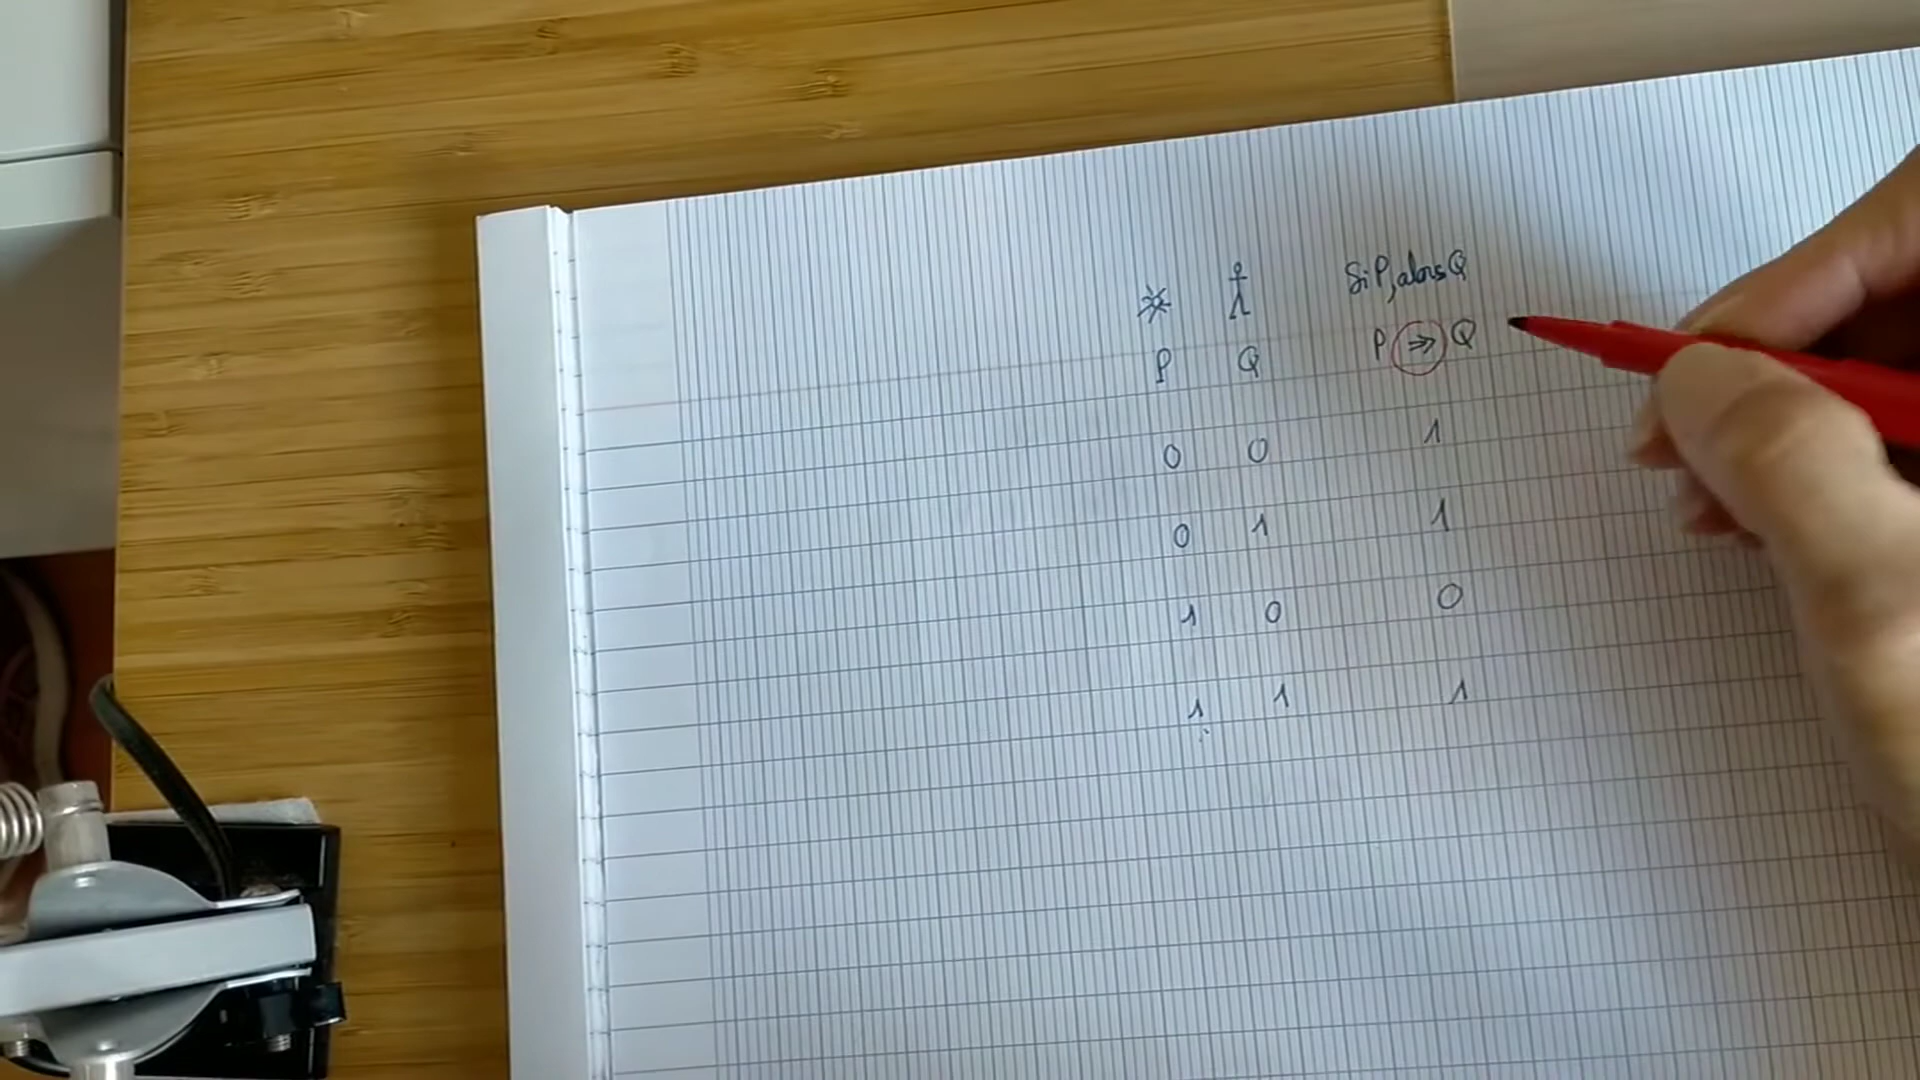 Si P, alors Q
P Q P ⇒ Q
0 0 1
0 1 1
1 0 0
1 1 1